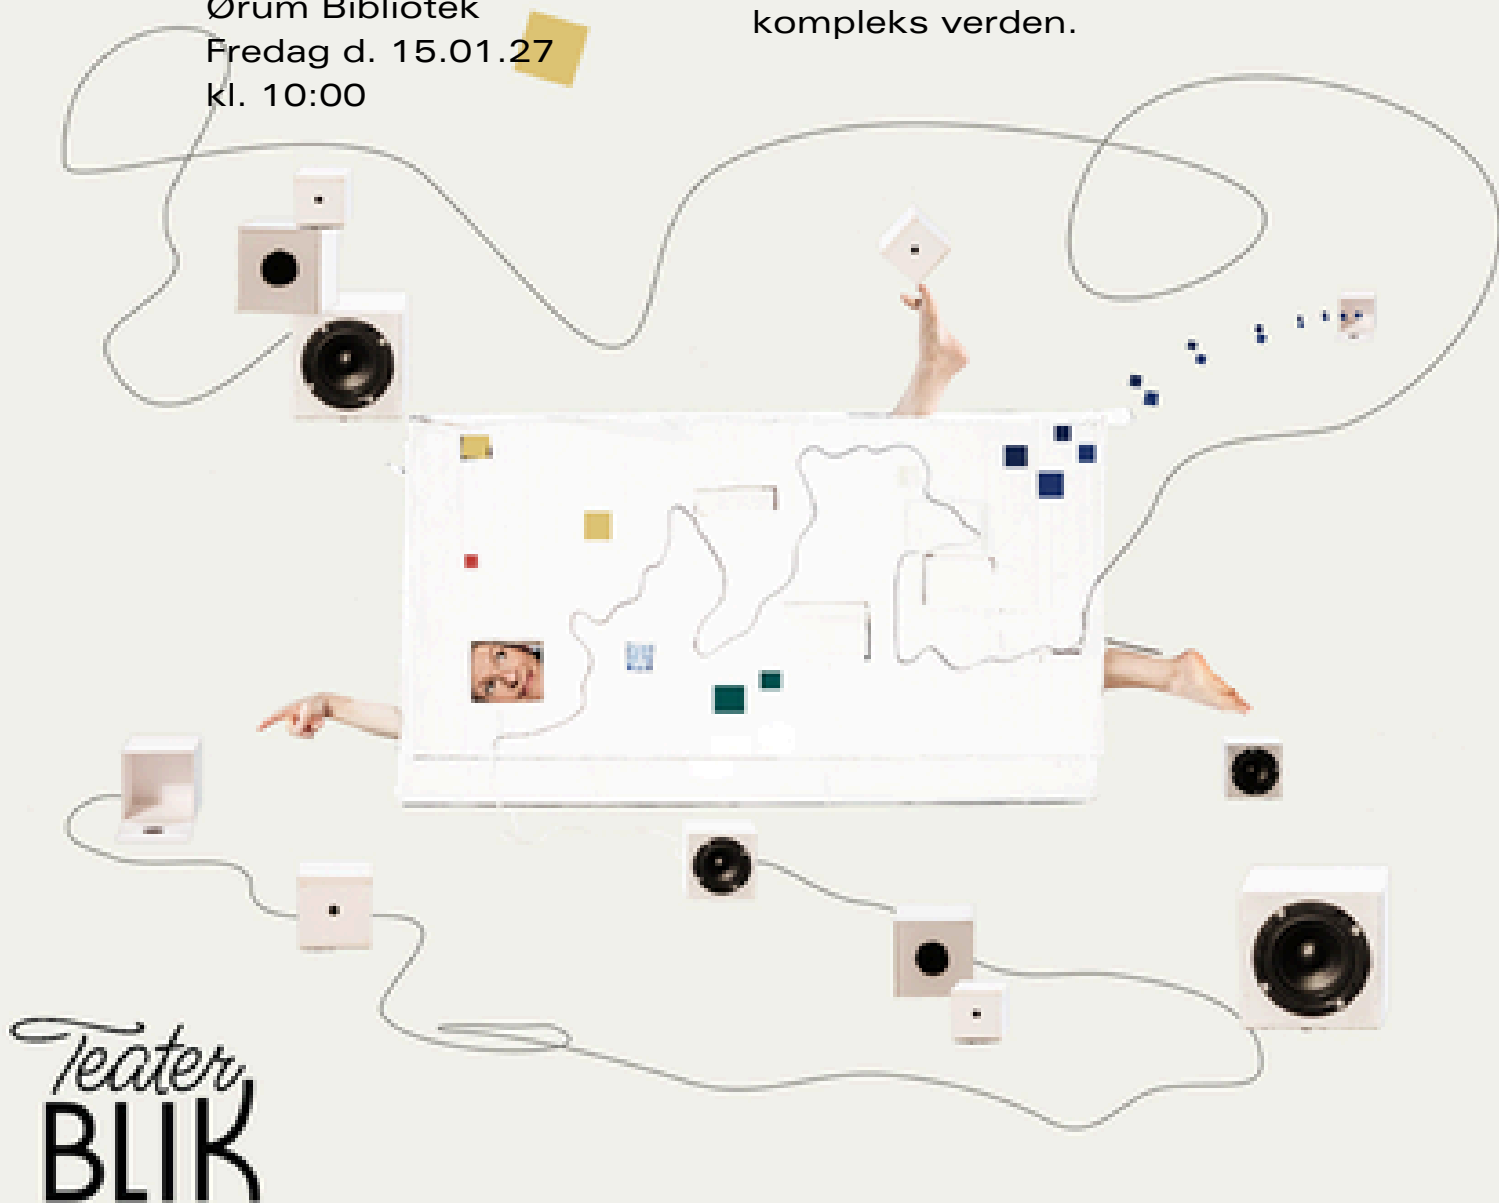 Ørum Bibliotek
Fredag d. 15.01.27
kl. 10:00
kompleks verden.
Teater
BLIK